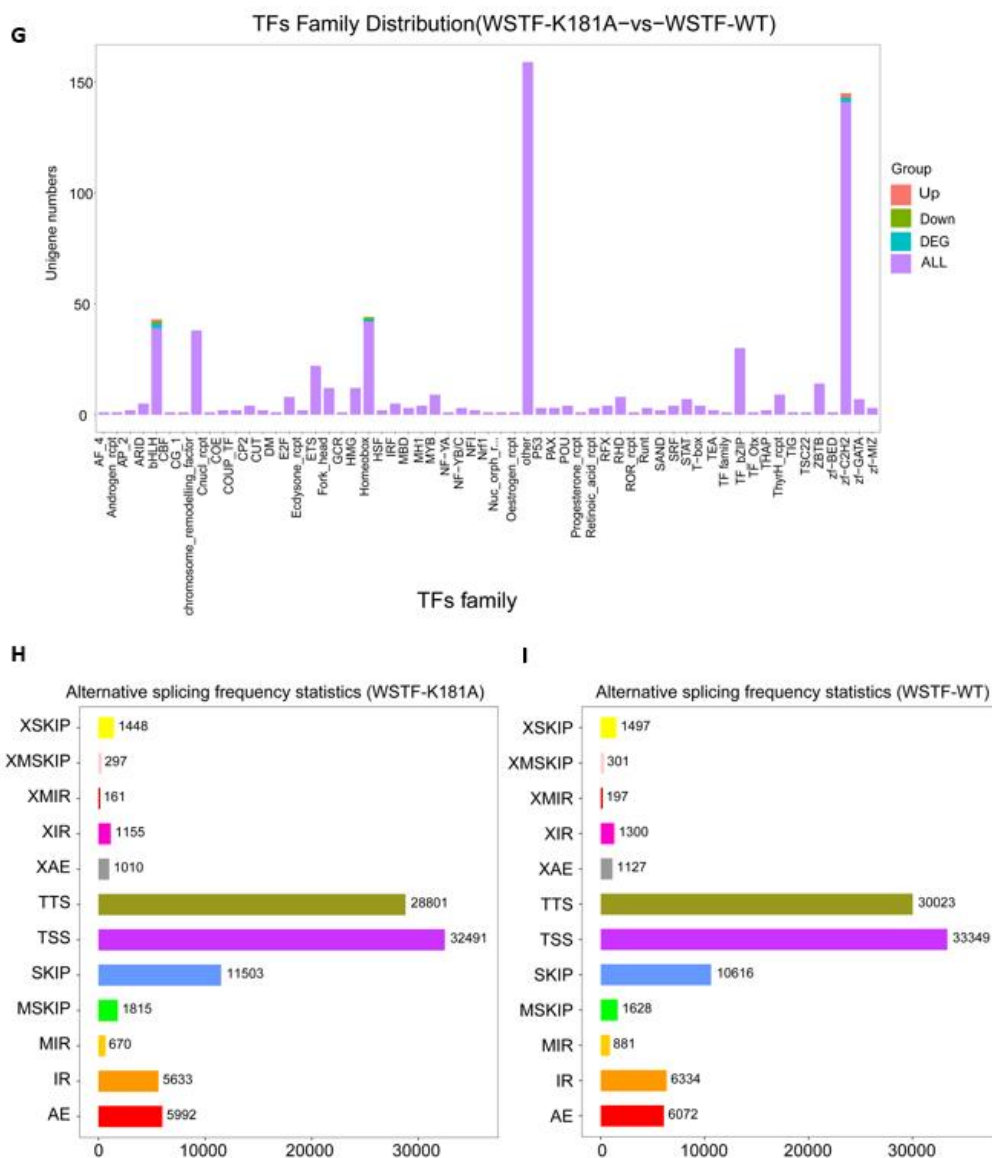 G
TFs Family Distribution(WSTF-K181A-vs-WSTF-WT)
Unigene numbers
150
100
50
0
Group
Up
Down
DEG
ALL
AF_4
Androgen_rcpt
AP_2
ARID
bHLH
CBF
CG_1
chromosome_remodelling_factor
Cnucl_rcpt
COE
COUP_TF
CP2
CUT
DM
E2F
Ecdysone_rcpt
ETS
Fork_head
GCR
HMG
Homeobox
HSF
IRF
MBD
MH1
MYB
NF-YA
NF-YB/C
NFI
Nrf1
Nuc_orph_r...
Oestrogen_rcpt
other
P53
PAX
POU
Progesterone_rcpt
Retinoic_acid_rcpt
RFX
RHD
ROR_rcpt
Runt
SAND
SRF
STAT
T-box
TEA
TF family
TF_bZIP
TF_Otx
THAP
ThyrH_rcpt
TIG
TSC22
ZBTB
zf-BED
zf-C2H2
zf-GATA
zf-MIZ
TFs family
H
Alternative splicing frequency statistics (WSTF-K181A)
XSKIP 1448
XMSKIP 297
XMIR 161
XIR 1155
XAE 1010
TTS 28801
TSS 32491
SKIP 11503
MSKIP 1815
MIR 670
IR 5633
AE 5992
0 10000 20000 30000
I
Alternative splicing frequency statistics (WSTF-WT)
XSKIP 1497
XMSKIP 301
XMIR 197
XIR 1300
XAE 1127
TTS 30023
TSS 33349
SKIP 10616
MSKIP 1628
MIR 881
IR 6334
AE 6072
0 10000 20000 30000